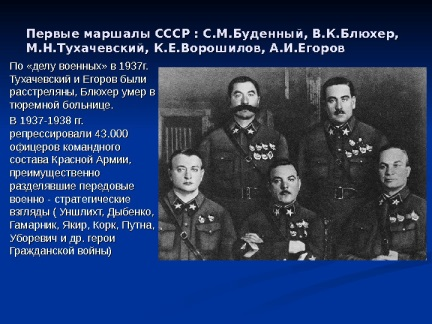 Первые маршалы СССР : С.М.Буденный, В.К.Блюхер,
М.Н.Тухачевский, К.Е.Ворошилов, А.И.Егоров
По «делу военных» в 1937г.
Тухачевский и Егоров были
расстреляны, Блюхер умер в
тюремной больнице.
В 1937-1938 гг.
репрессировали 43.000
офицеров командного
состава Красной Армии,
преимущественно
разделявшие передовые
военно - стратегические
взгляды ( Уншлихт, Дыбенко,
Гамарник, Якир, Корк, Путна,
Уборевич и др. герои
Гражданской войны)